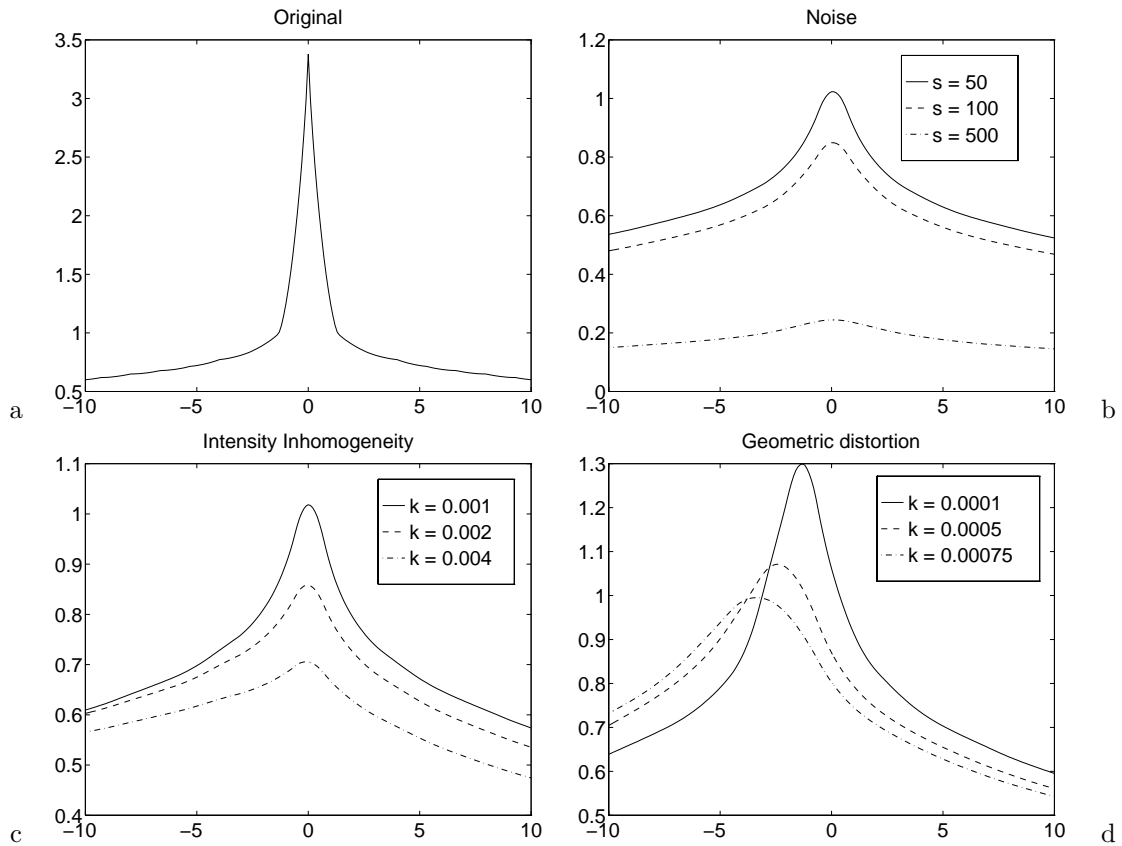 Original
3.5
3
2.5
2
1.5
1
0.5
−10 −5 0 5 10
a
Noise
1.2
1
0.8
0.6
0.4
0.2
0
−10 −5 0 5 10
s = 50
s = 100
s = 500
b
Intensity Inhomogeneity
1.1
1
0.9
0.8
0.7
0.6
0.5
0.4
−10 −5 0 5 10
k = 0.001
k = 0.002
k = 0.004
c
Geometric distortion
1.3
1.2
1.1
1
0.9
0.8
0.7
0.6
0.5
−10 −5 0 5 10
k = 0.0001
k = 0.0005
k = 0.00075
d